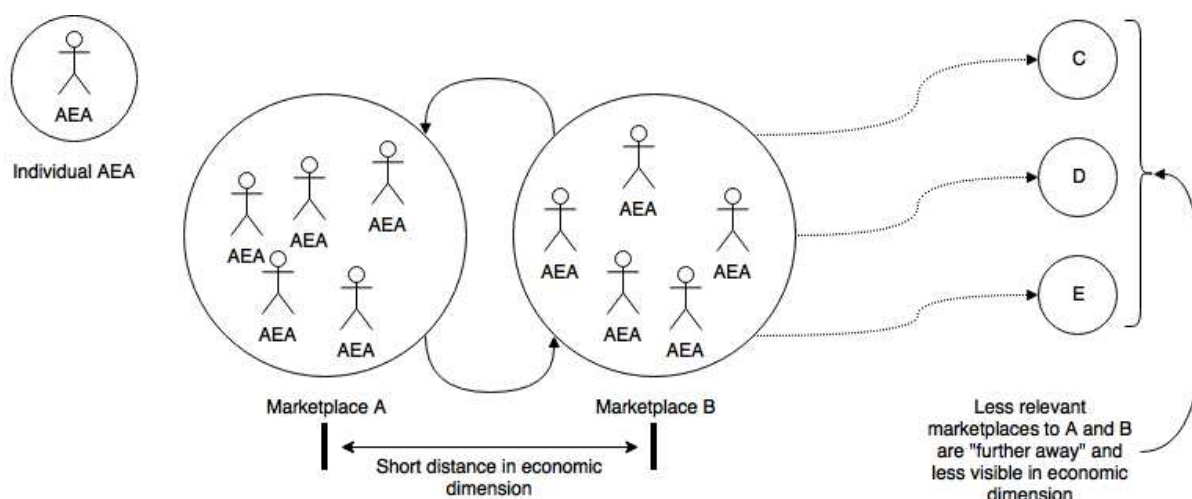 AEA
Individual AEA
AEA
AEA
AEA
AEA
AEA
AEA
AEA
AEA
AEA
AEA
C
D
E
Marketplace A
Marketplace B
Short distance in economic
dimension
Less relevant
marketplaces to A and B
are "further away" and
less visible in economic
dimension